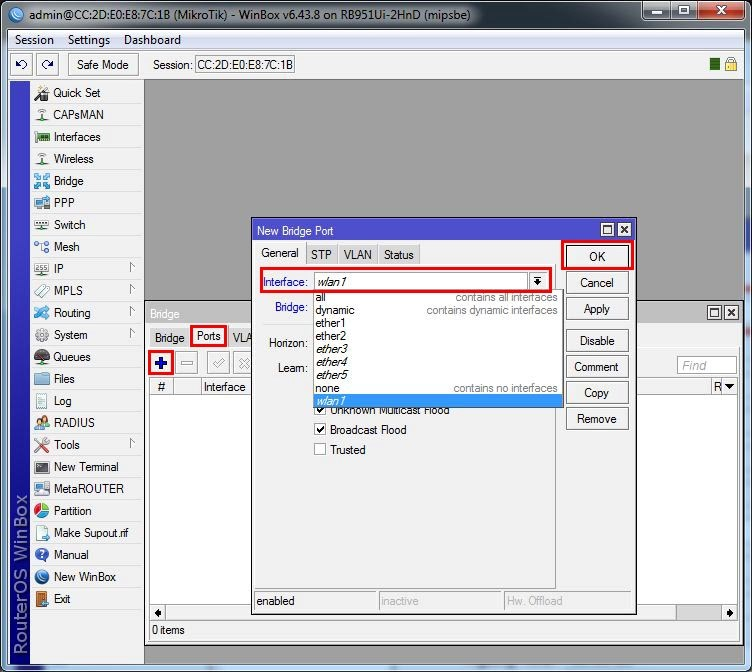 admin@CC:2D:E0:E8:7C:1B (MikroTik) - WinBox v6.43.8 on RB951Ui-2HnD (mipsbe)
Session Settings Dashboard
Safe Mode Session: CC:2D:E0:E8:7C:1B
Quick Set
CAPsMAN
Interfaces
Wireless
Bridge
PPP
Switch
Mesh
IP
MPLS
Routing
System
Queues
Files
Log
RADIUS
Tools
New Terminal
MetaROUTER
Partition
Make Supout.rif
Manual
New WinBox
Exit
RouterOS WinBox
Bridge
Bridge Ports
Find
# Interface
0 items
New Bridge Port
General STP VLAN Status
Interface: wlan1
Bridge:
Horizon:
Learn:
all contains all interfaces
dynamic contains dynamic interfaces
ether1
ether2
ether3
ether4
ether5
none contains no interfaces
wlan1
Unknown Multicast Flood
Broadcast Flood
Trusted
OK
Cancel
Apply
Disable
Comment
Copy
Remove
enabled inactive Hw. Offload